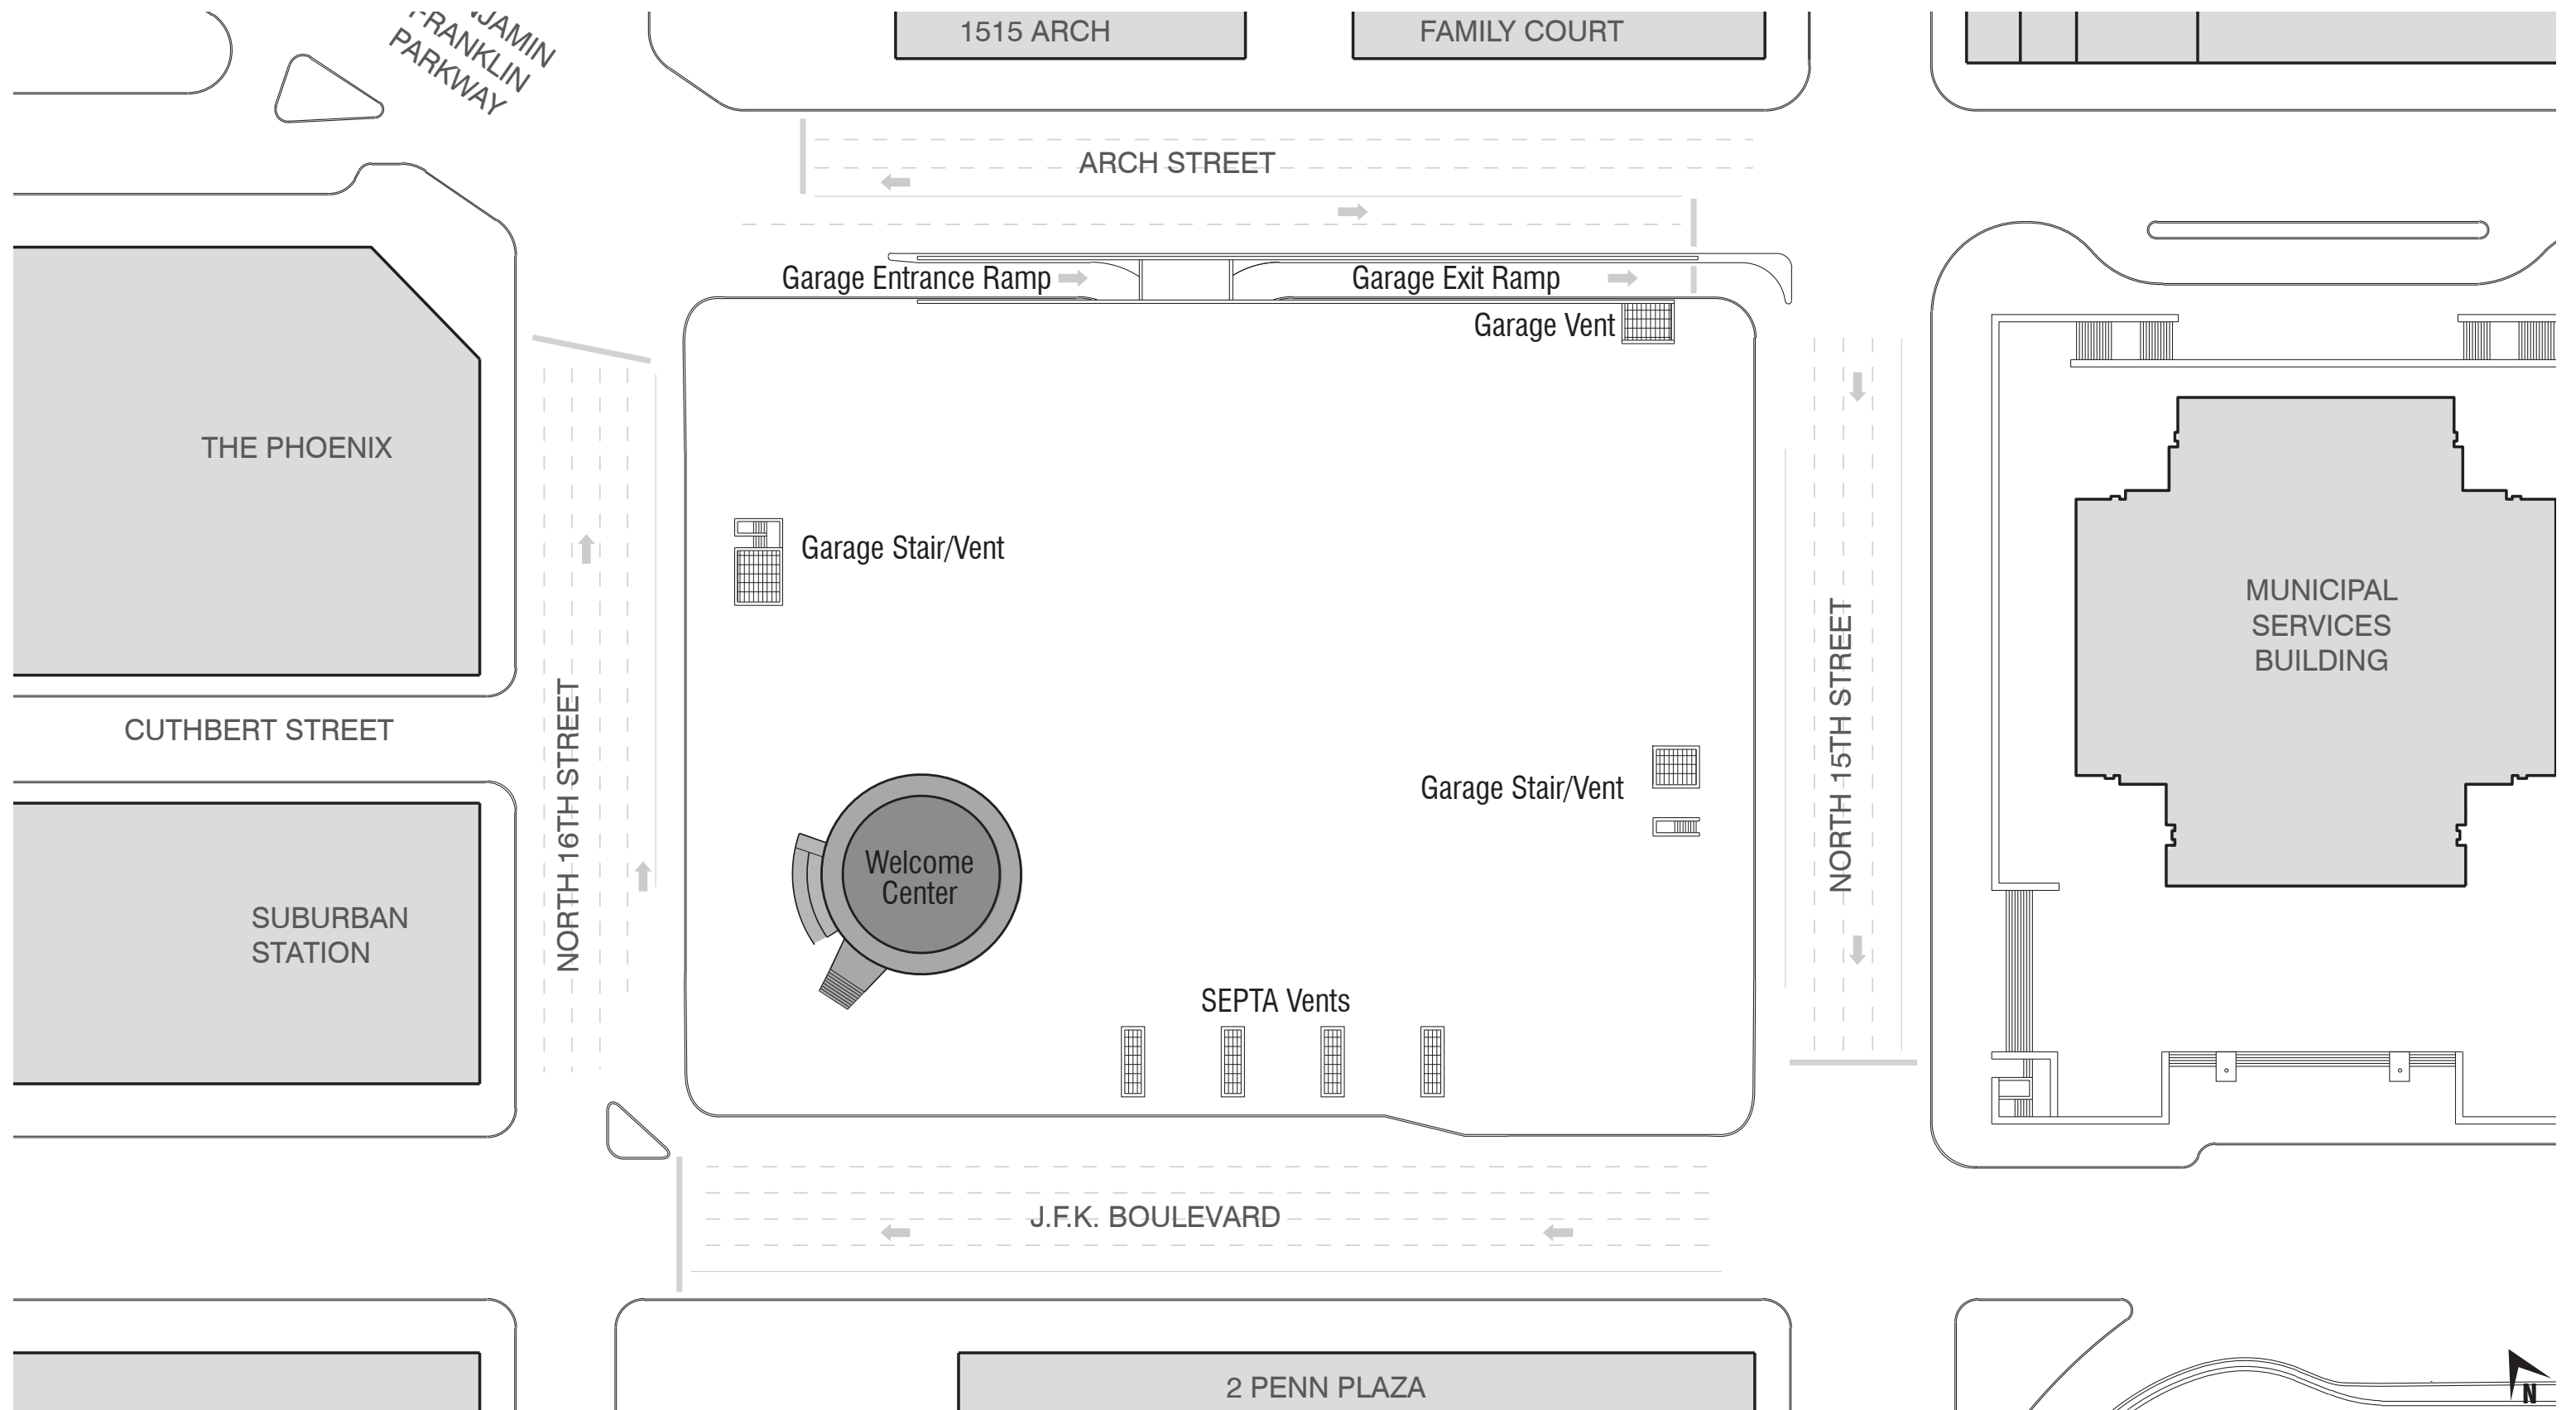 1515 ARCH
FAMILY COURT
FRANKLIN
PARKWAY
ARCH STREET
Garage Entrance Ramp
Garage Exit Ramp
Garage Vent
THE PHOENIX
Garage Stair/Vent
MUNICIPAL
SERVICES
BUILDING
NORTH 16TH STREET
NORTH 15TH STREET
CUTHBERT STREET
Garage Stair/Vent
Welcome
Center
SUBURBAN
STATION
SEPTA Vents
J.F.K. BOULEVARD
2 PENN PLAZA
N